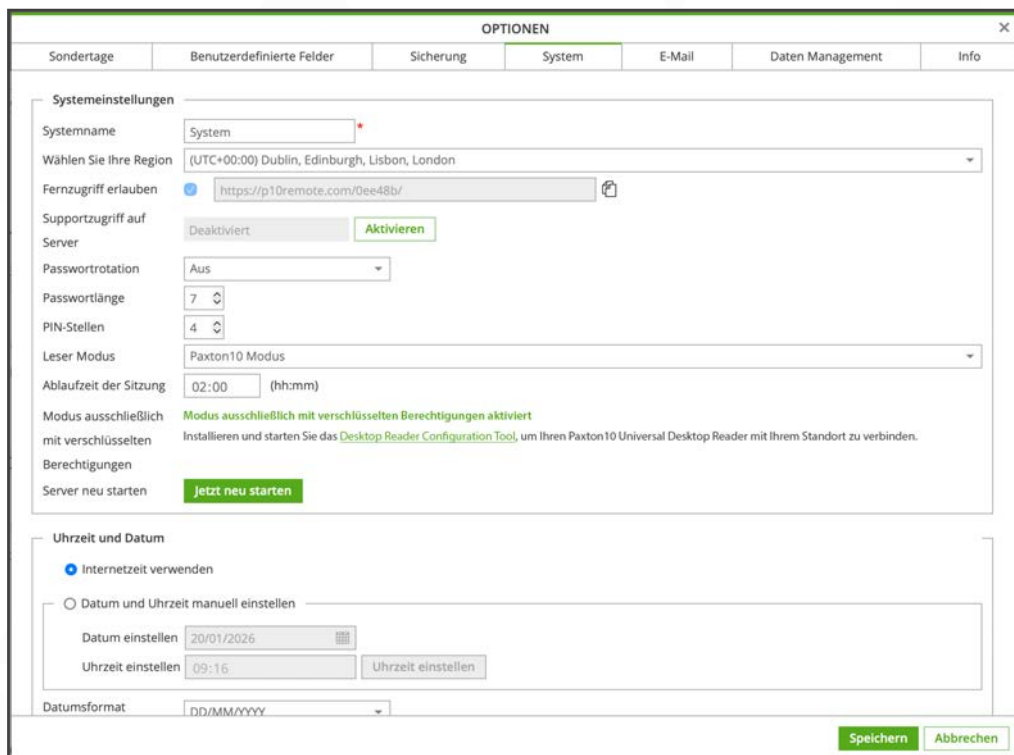 OPTIONEN
Sondertage Benutzerdefinierte Felder Sicherung System E-Mail Daten Management Info
Systemeinstellungen
Systemname System *
Wählen Sie Ihre Region (UTC+00:00) Dublin, Edinburgh, Lisbon, London
Fernzugriff erlauben https://p10remote.com/0ee48b/
Supportzugriff auf
Server
Deaktiviert Aktivieren
Passwortrotation Aus
Passwortlänge 7
PIN-Stellen 4
Leser Modus Paxton10 Modus
Ablaufzeit der Sitzung 02:00 (hh:mm)
Modus ausschließlich
mit verschlüsselten
Berechtigungen
Modus ausschließlich mit verschlüsselten Berechtigungen aktiviert
Installieren und starten Sie das Desktop Reader Configuration Tool, um Ihren Paxton10 Universal Desktop Reader mit Ihrem Standort zu verbinden.
Server neu starten Jetzt neu starten
Uhrzeit und Datum
Internetzeit verwenden
Datum und Uhrzeit manuell einstellen
Datum einstellen 20/01/2026
Uhrzeit einstellen 09:16 Uhrzeit einstellen
Datumsformat DD/MM/YYYY
Speichern Abbrechen